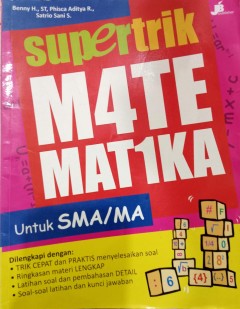 Benny H., ST, Phisca Aditya R.,
Satrio Sani S.
JB
supertrik
M4TE
MAT1KA
Untuk SMA/MA
Dilengkapi dengan:
• TRIK CEPAT dan PRAKTIS menyelesaikan soal
• Ringkasan materi LENGKAP
• Latihan soal dan pembahasan DETAIL
• Soal-soal latihan dan kunci jawaban